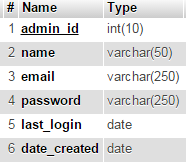 # Name Type
1 admin_id int(10)
2 name varchar(50)
3 email varchar(250)
4 password varchar(250)
5 last_login date
6 date_created date